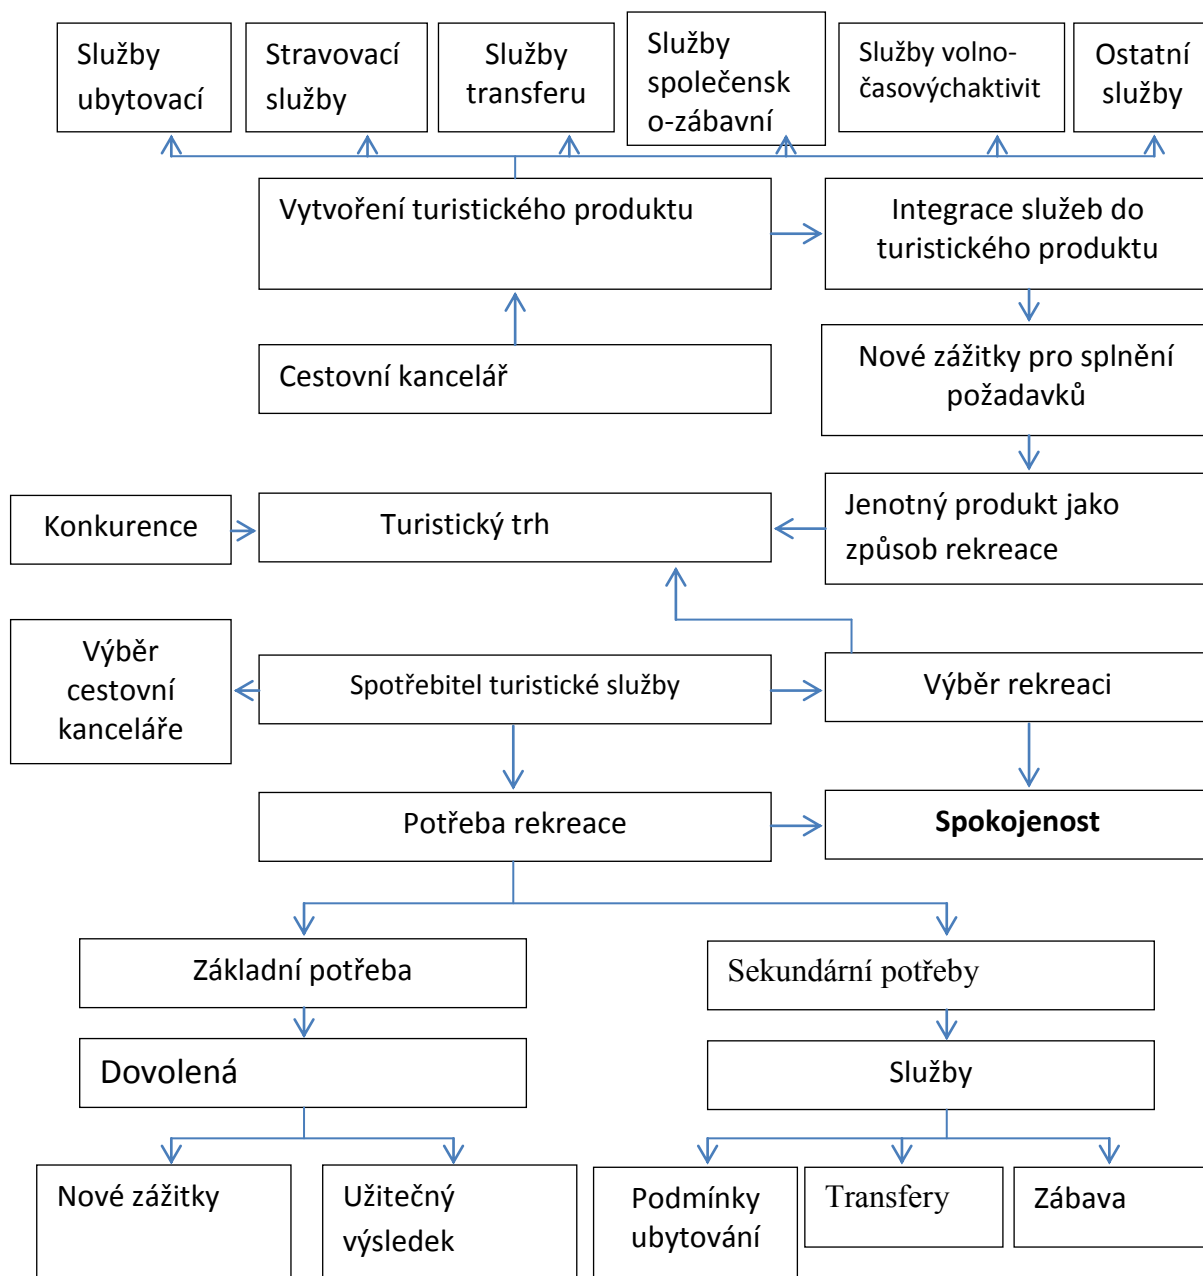 Služby
ubytovací
Stravovací
služby
Služby
transferu
Služby
společensk
o-zábavní
Služby volno-
časovýchaktivit
Ostatní
služby
Vytvoření turistického produktu
Integrace služeb do
turistického produktu
Cestovní kancelář
Nové zážitky pro splnění
požadavků
Konkurence
Turistický trh
Jenotný produkt jako
způsob rekreace
Výběr
cestovní
kanceláře
Spotřebitel turistické služby
Výběr rekreaci
Potřeba rekreace
Spokojenost
Základní potřeba
Sekundární potřeby
Dovolená
Služby
Nové zážitky
Užitečný
výsledek
Podmínky
ubytování
Transfery
Zábava